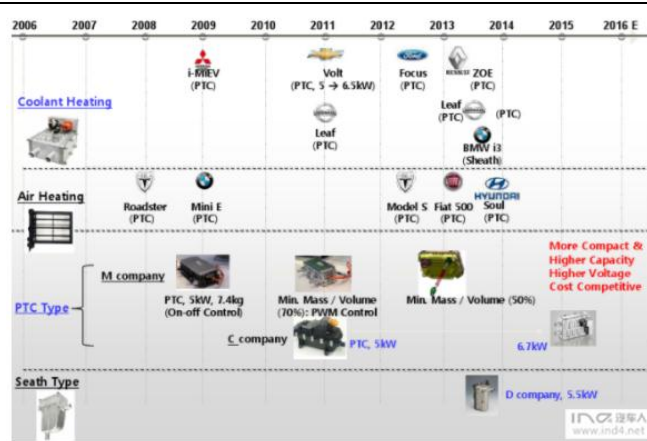 2006 2007 2008 2009 2010 2011 2012 2013 2014 2015 2016 E
i-MiEV
(PTC)
Volt
(PTC, 5 → 6.5kW)
Focus
(PTC)
RENAULT ZOE
(PTC)
Coolant Heating
Leaf
(PTC)
Leaf
(PTC)
(PTC)
BMW i3
(Sheath)
Air Heating
Roadster
(PTC)
Mini E
(PTC)
Model S
(PTC)
Fiat 500
(PTC)
HYUNDAI
Soul
(PTC)
More Compact &
Higher Capacity
Higher Voltage
Cost Competitive
PTC Type
M company
PTC, 5kW, 7.4kg
(On-off Control)
Min. Mass / Volume
(70%): PWM Control
Min. Mass / Volume (50%)
C company
PTC, 5kW
6.7kW
Seath Type
D company, 5.5kW
汽车人
www.ind4.net